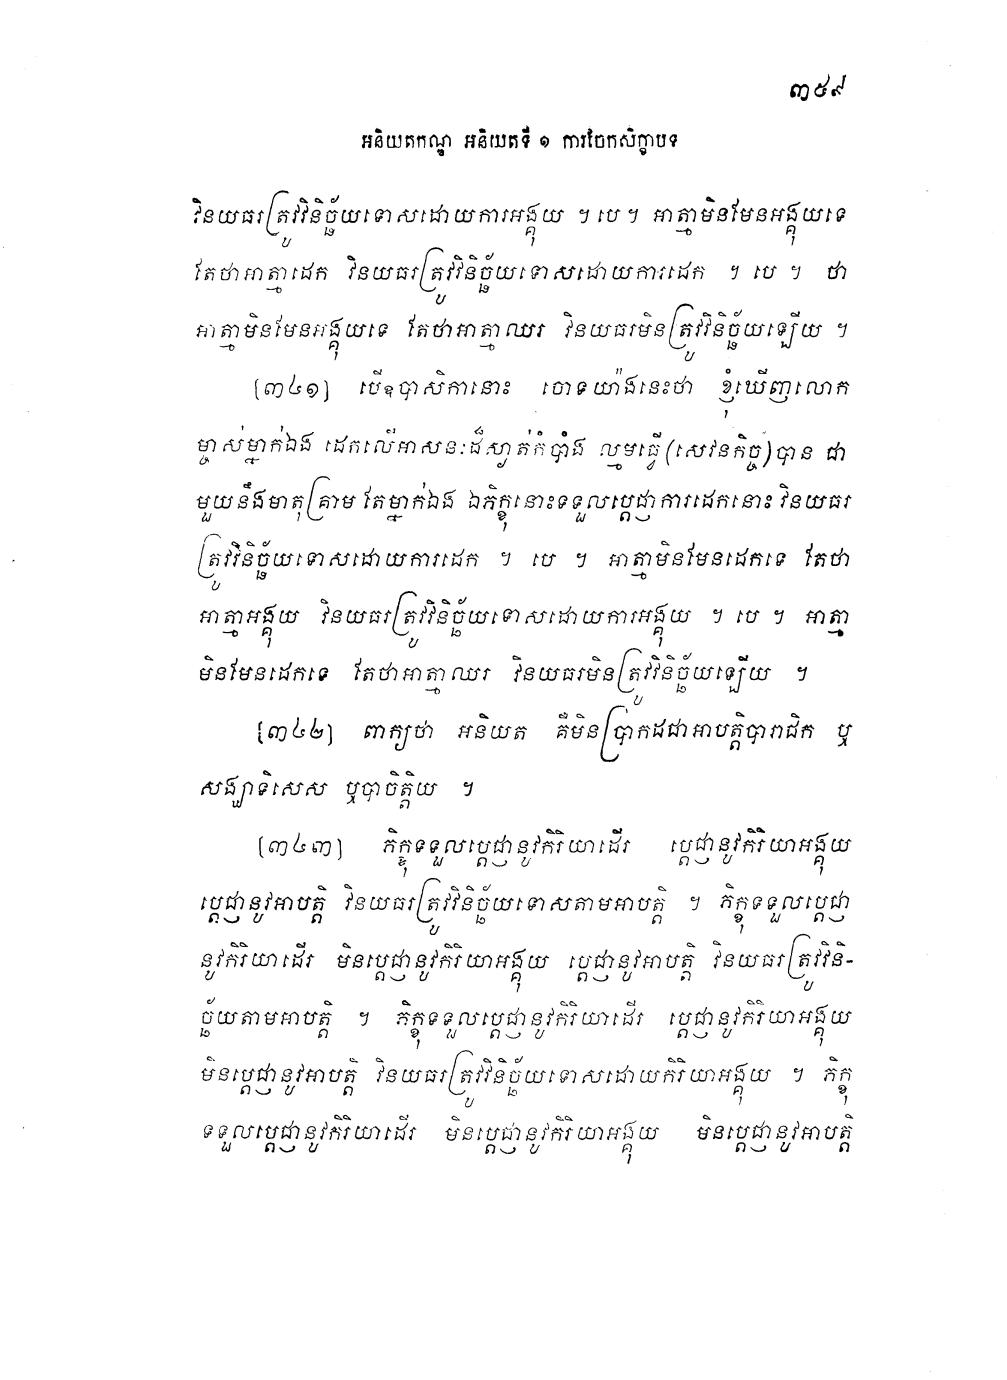 ៣៥៩
អនិយតកណ្ឌ អនិយតទី ១ ការចែកសិក្ខាបទ
វិនយធរត្រូវវិនិច្ឆ័យទោសដោយការអង្គុយ ។ បេ ។ អាត្មាមិនមែនអង្គុយទេ
តែថាអាត្មាដេក វិនយធរត្រូវវិនិច្ឆ័យទោសដោយការដេក ។ បេ ។ ថា
អាត្មាមិនមែនអង្គុយទេ តែថាអាត្មាឈរ វិនយធរមិនត្រូវវិនិច្ឆ័យឡើយ ។
[៣៤១] បើឧបាសិកានោះ ចោទយ៉ាងនេះថា ខ្ញុំឃើញលោក
ម្ចាស់ម្នាក់ឯង ដេកលើអាសនៈដ៏ស្ងាត់កំបាំង ល្មមធ្វើ (សេវនកិច្ច) បាន ជា
មួយនឹងមាតុគ្រាម តែម្នាក់ឯង ឯភិក្ខុនោះទទួលប្តេជ្ញាការដេកនោះ វិនយធរ
ត្រូវវិនិច្ឆ័យទោសដោយការដេក ។ បេ ។ អាត្មាមិនមែនដេកទេ តែថា
អាត្មាអង្គុយ វិនយធរត្រូវវិនិច្ឆ័យទោសដោយការអង្គុយ ។ បេ ។ អាត្មា
មិនមែនដេកទេ តែថាអាត្មាឈរ វិនយធរមិនត្រូវវិនិច្ឆ័យឡើយ ។
[៣៤២] ពាក្យថា អនិយត គឺមិនប្រាកដជាអាបត្តិបារាជិក ឬ
សង្ឃាទិសេស ឬបាចិត្តិយ ។
[៣៤៣] ភិក្ខុទទួលប្តេជ្ញានូវកិរិយាដើរ ប្តេជ្ញានូវកិរិយាអង្គុយ
ប្តេជ្ញានូវអាបត្តិ វិនយធរត្រូវវិនិច្ឆ័យទោសតាមអាបត្តិ ។ ភិក្ខុទទួលប្តេជ្ញា
នូវកិរិយាដើរ មិនប្តេជ្ញានូវកិរិយាអង្គុយ ប្តេជ្ញានូវអាបត្តិ វិនយធរត្រូវវិនិ-
ច្ឆ័យតាមអាបត្តិ ។ ភិក្ខុទទួលប្តេជ្ញានូវកិរិយាដើរ ប្តេជ្ញានូវកិរិយាអង្គុយ
មិនប្តេជ្ញានូវអាបត្តិ វិនយធរត្រូវវិនិច្ឆ័យទោសដោយកិរិយាអង្គុយ ។ ភិក្ខុ
ទទួលប្តេជ្ញានូវកិរិយាដើរ មិនប្តេជ្ញានូវកិរិយាអង្គុយ មិនប្តេជ្ញានូវអាបត្តិ